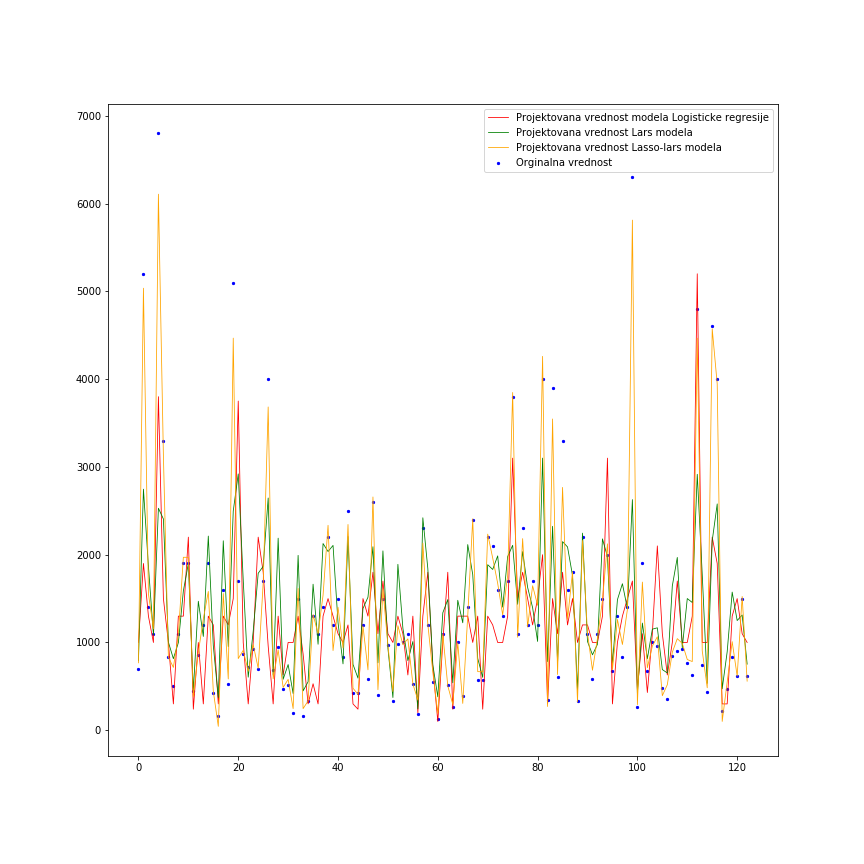 7000
6000
5000
4000
3000
2000
1000
0
0 20 40 60 80 100 120
Projektovana vrednost modela Logisticke regresije
Projektovana vrednost Lars modela
Projektovana vrednost Lasso-lars modela
Orginalna vrednost